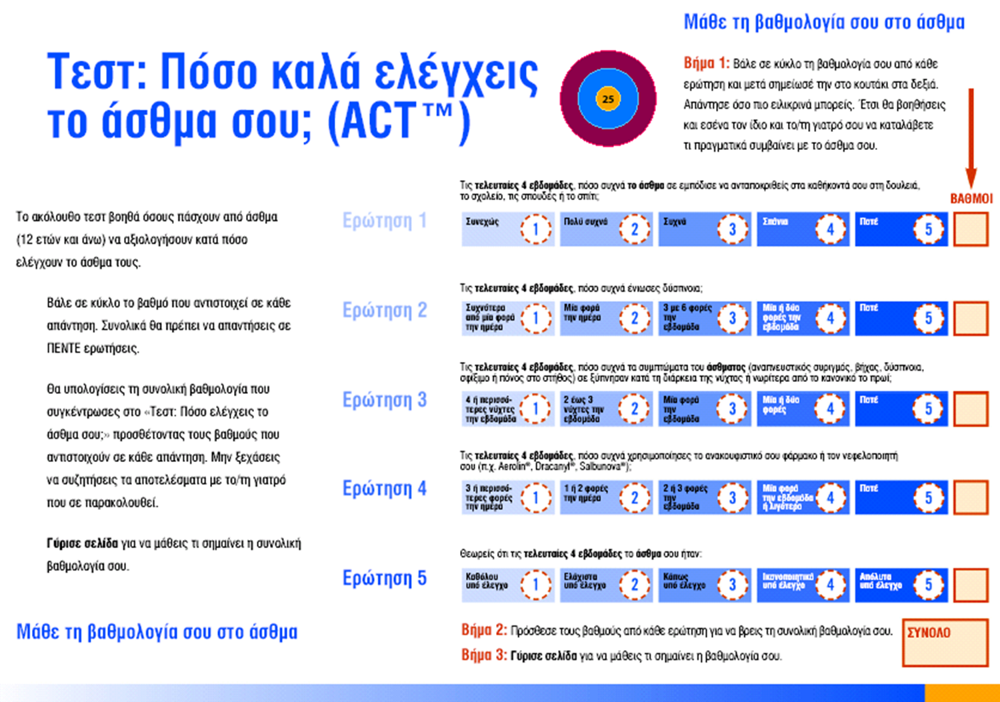 Μάθε τη βαθμολογία σου στο άσθμα
Τεστ: Πόσο καλά ελέγχεις
το άσθμα σου; (ACT™)
25
Βήμα 1: Βάλε σε κύκλο τη βαθμολογία σου από κάθε
ερώτηση και μετά σημείωσέ την στο κουτάκι στα δεξιά.
Απάντησε όσο πιο ειλικρινά μπορείς. Έτσι θα βοηθήσεις
και εσένα τον ίδιο και το/τη γιατρό σου να καταλάβετε
τι πραγματικά συμβαίνει με το άσθμα σου.
ΒΑΘΜΟΙ
Το ακόλουθο τεστ βοηθά όσους πάσχουν από άσθμα
(12 ετών και άνω) να αξιολογήσουν κατά πόσο
ελέγχουν το άσθμα τους.
Βάλε σε κύκλο το βαθμό που αντιστοιχεί σε κάθε
απάντηση. Συνολικά θα πρέπει να απαντήσεις σε
ΠΕΝΤΕ ερωτήσεις.
Θα υπολογίσεις τη συνολική βαθμολογία που
συγκέντρωσες στο «Τεστ: Πόσο ελέγχεις το
άσθμα σου;» προσθέτοντας τους βαθμούς που
αντιστοιχούν σε κάθε απάντηση. Μην ξεχάσεις
να συζητήσεις τα αποτελέσματα με το/τη γιατρό
που σε παρακολουθεί.
Γύρισε σελίδα για να μάθεις τι σημαίνει η συνολική
βαθμολογία σου.
Μάθε τη βαθμολογία σου στο άσθμα
Τις τελευταίες 4 εβδομάδες, πόσο συχνά το άσθμα σε εμπόδισε να ανταποκριθείς στα καθήκοντά σου στη δουλειά,
το σχολείο, τις σπουδές ή το σπίτι;
Ερώτηση 1
Συνεχώς 1 Πολύ συχνά 2 Συχνά 3 Σπάνια 4 Ποτέ 5
Τις τελευταίες 4 εβδομάδες, πόσο συχνά ένιωσες δύσπνοια;
Ερώτηση 2
Συχνότερα
από μία φορά
την ημέρα
1
Μία φορά
την ημέρα
2
3 με 6 φορές
την
εβδομάδα
3
Μία ή δύο
φορές την
εβδομάδα
4
Ποτέ
5
Τις τελευταίες 4 εβδομάδες, πόσο συχνά τα συμπτώματα του άσθματος (αναπνευστικός συριγμός, βήχας, δύσπνοια,
σφίξιμο ή πόνος στο στήθος) σε ξύπνησαν κατά τη διάρκεια της νύχτας ή νωρίτερα από το κανονικό το πρωί;
Ερώτηση 3
4 ή περισσό-
τερες νύχτες
την εβδομάδα
1
2 έως 3
νύχτες την
εβδομάδα
2
Μία φορά
την
εβδομάδα
3
Μία ή δύο
φορές
4
Ποτέ
5
Τις τελευταίες 4 εβδομάδες, πόσο συχνά χρησιμοποίησες το ανακουφιστικό σου φάρμακο ή τον νεφελοποιητή
σου (π.χ. Aerolin®, Dracanyl®, Salbunova®);
Ερώτηση 4
3 ή περισσό-
τερες φορές
την ημέρα
1
1 ή 2 φορές
την ημέρα
2
2 ή 3 φορές
την
εβδομάδα
3
Μία φορά
την εβδομάδα
ή λιγότερο
4
Ποτέ
5
Θεωρείς ότι τις τελευταίες 4 εβδομάδες το άσθμα σου ήταν:
Ερώτηση 5
Καθόλου
υπό έλεγχο
1
Ελάχιστα
υπό έλεγχο
2
Κάπως
υπό έλεγχο
3
Ικανοποιητικά
υπό έλεγχο
4
Απόλυτα
υπό έλεγχο
5
Βήμα 2: Πρόσθεσε τους βαθμούς από κάθε ερώτηση για να βρεις τη συνολική βαθμολογία σου.
Βήμα 3: Γύρισε σελίδα για να μάθεις τι σημαίνει η βαθμολογία σου.
ΣΥΝΟΛΟ